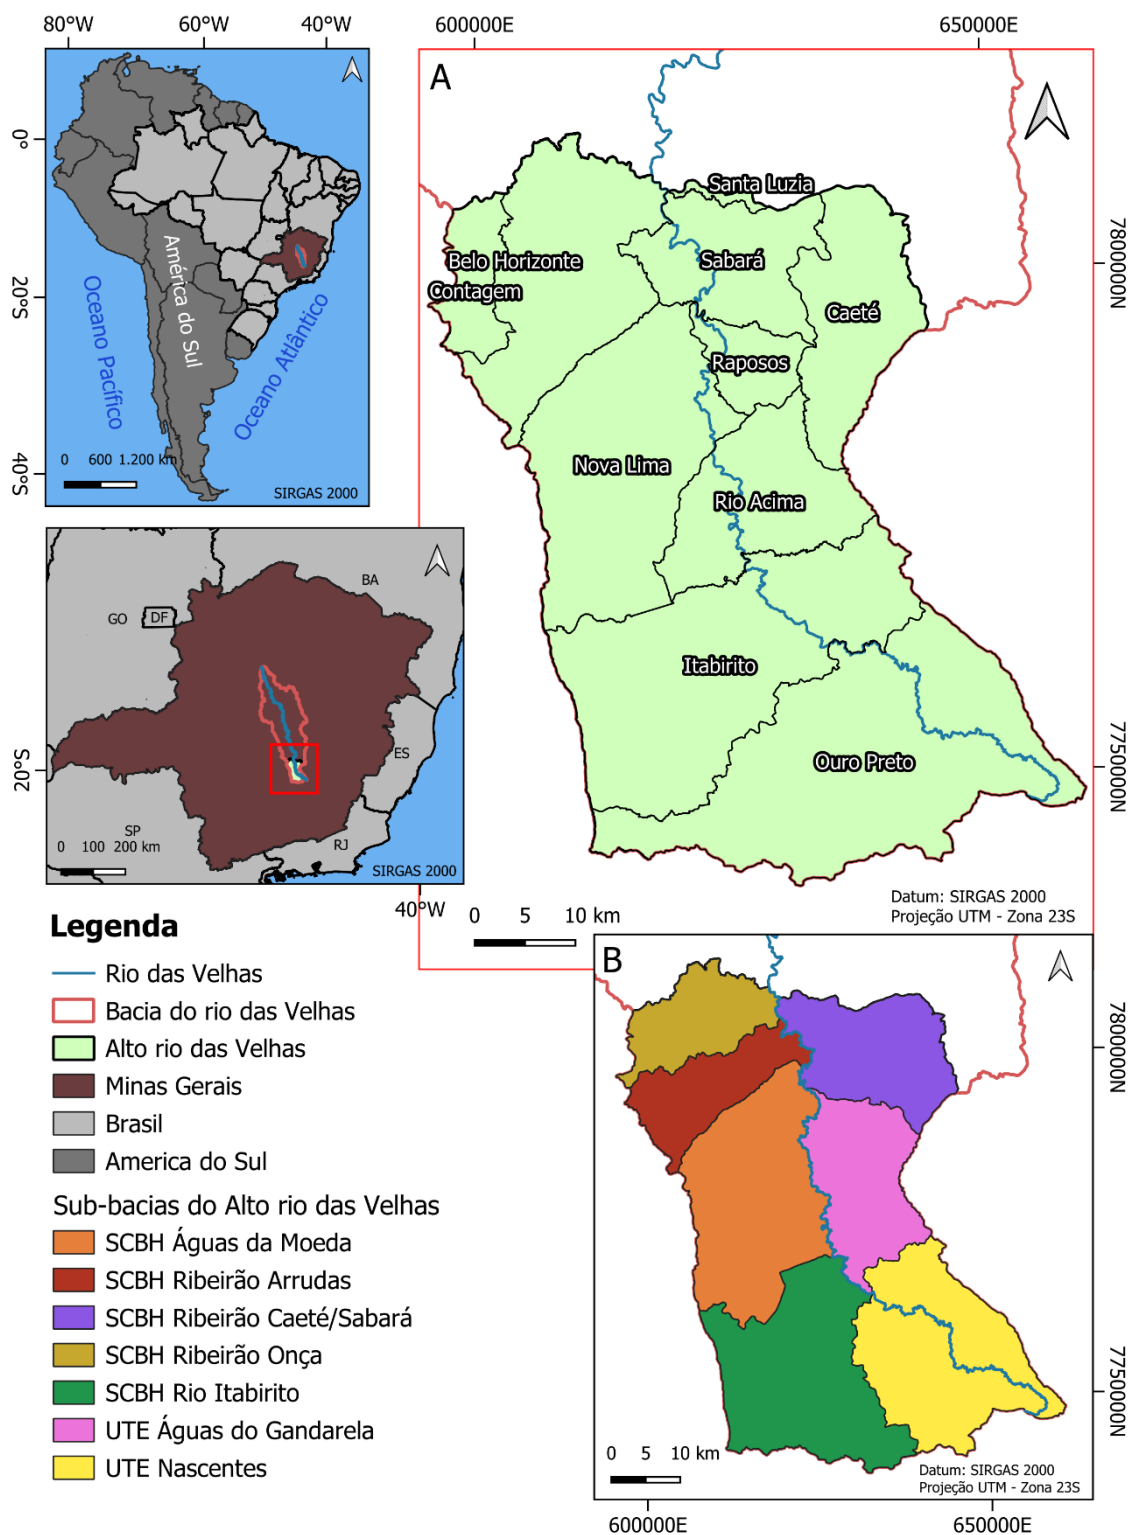 80°W 60°W 40°W
0°
20°S
40°S
América do Sul
Oceano Pacífico
Oceano Atlântico
0 600 1.200 km
SIRGAS 2000
600000E 650000E
A
7800000N
7750000N
Santa Luzia
Belo Horizonte
Sabará
Contagem
Caeté
Raposos
Nova Lima
Rio Acima
Itabirito
Ouro Preto
Datum: SIRGAS 2000
Projeção UTM - Zona 23S
0 5 10 km
BA
GO
DF
ES
SP
RJ
20°S
0 100 200 km
SIRGAS 2000
40°W
Legenda
Rio das Velhas
Bacia do rio das Velhas
Alto rio das Velhas
Minas Gerais
Brasil
America do Sul
Sub-bacias do Alto rio das Velhas
SCBH Águas da Moeda
SCBH Ribeirão Arrudas
SCBH Ribeirão Caeté/Sabará
SCBH Ribeirão Onça
SCBH Rio Itabirito
UTE Águas do Gandarela
UTE Nascentes
B
7800000N
7750000N
0 5 10 km
Datum: SIRGAS 2000
Projeção UTM - Zona 23S
600000E 650000E